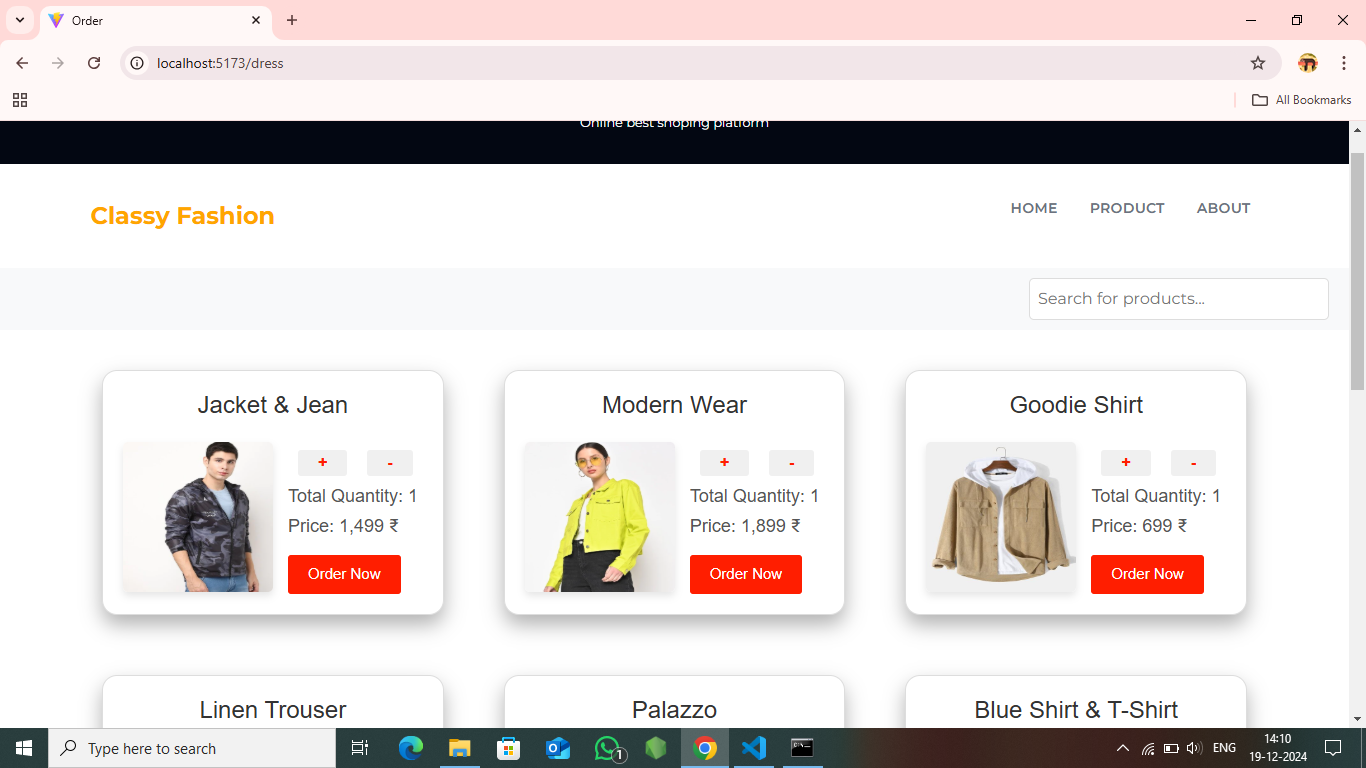 Order
localhost:5173/dress
All Bookmarks
Online best shoping platform
Classy Fashion
HOME
PRODUCT
ABOUT
Search for products...
Jacket & Jean
+ -
Total Quantity: 1
Price: 1,499 ₹
Order Now
Modern Wear
+ -
Total Quantity: 1
Price: 1,899 ₹
Order Now
Goodie Shirt
+ -
Total Quantity: 1
Price: 699 ₹
Order Now
Linen Trouser
Palazzo
Blue Shirt & T-Shirt
Type here to search
1
ENG
14:10
19-12-2024